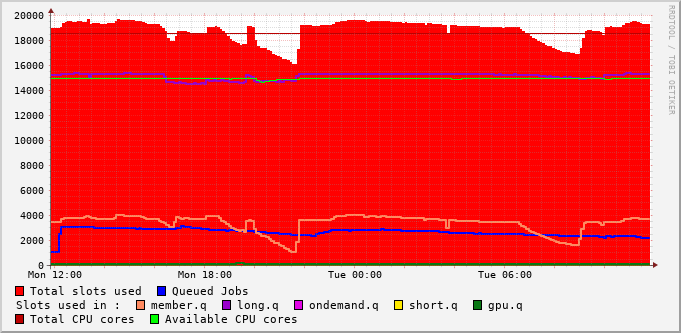 20000
18000
16000
14000
12000
10000
8000
6000
4000
2000
0
Mon 12:00 Mon 18:00 Tue 00:00 Tue 06:00
Total slots used Queued Jobs
Slots used in : member.q long.q ondemand.q short.q gpu.q
Total CPU cores Available CPU cores
RRDTOOL / TOBI OETIKER